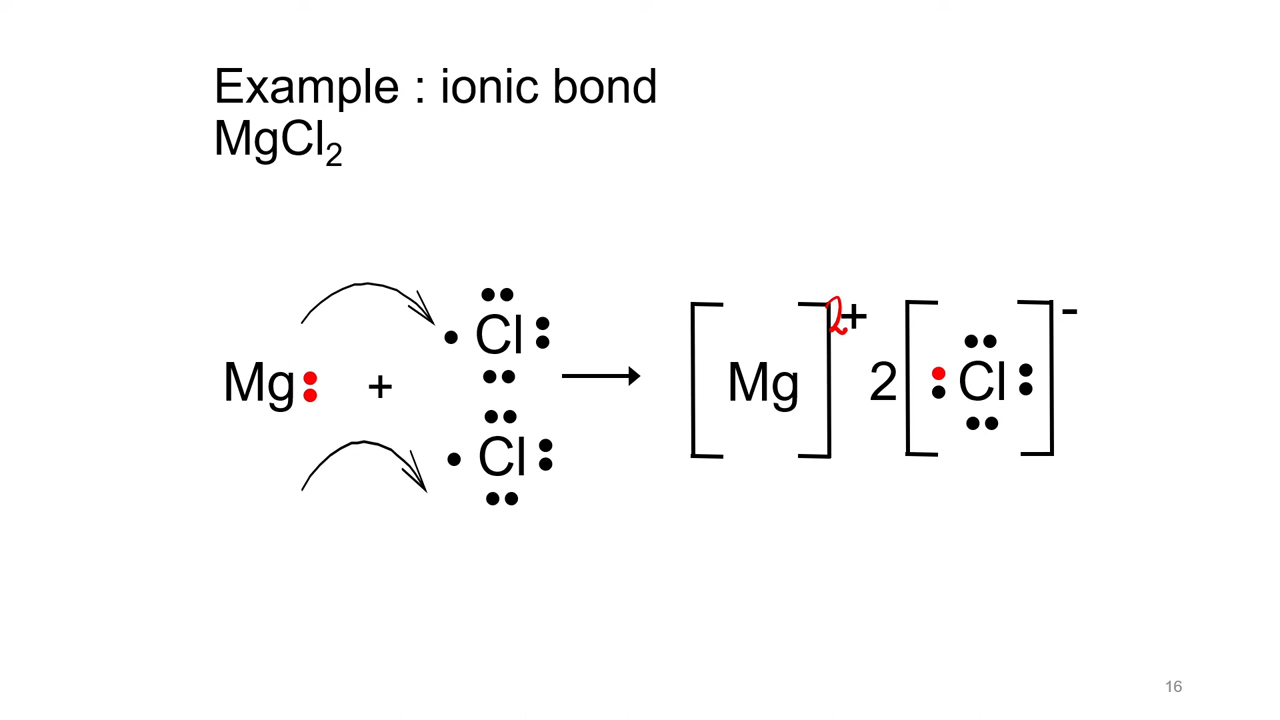 Example : ionic bond
MgCl₂
Mg + Cl Cl → [ Mg ]²⁺ 2 [ Cl ]⁻
16